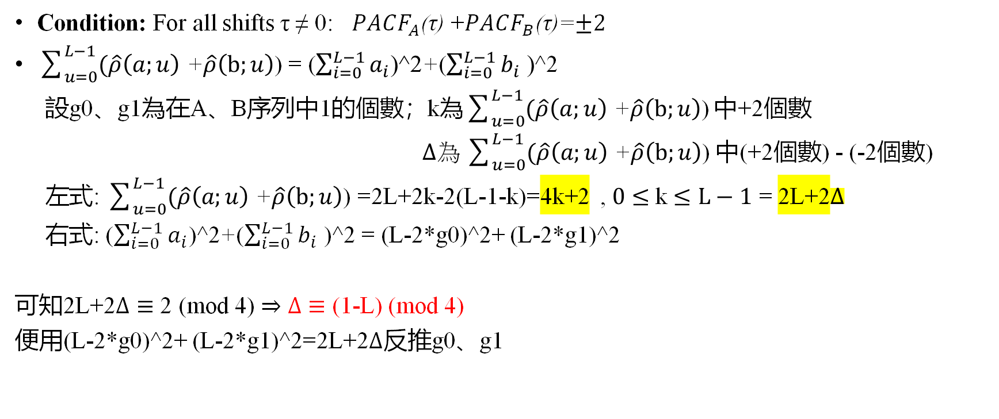 • Condition: For all shifts τ ≠ 0: PACF_A(τ) +PACF_B(τ)=±2
• ∑_{u=0}^{L−1}(ρ̂(a;u) +ρ̂(b;u)) = (∑_{i=0}^{L−1} a_i)^2+(∑_{i=0}^{L−1} b_i )^2
設g0、g1為在A、B序列中1的個數；k為 ∑_{u=0}^{L−1}(ρ̂(a;u) +ρ̂(b;u)) 中+2個數
Δ為 ∑_{u=0}^{L−1}(ρ̂(a;u) +ρ̂(b;u)) 中(+2個數) - (-2個數)
左式: ∑_{u=0}^{L−1}(ρ̂(a;u) +ρ̂(b;u)) =2L+2k-2(L-1-k)=4k+2 , 0 ≤ k ≤ L − 1 = 2L+2Δ
右式: (∑_{i=0}^{L−1} a_i)^2+(∑_{i=0}^{L−1} b_i )^2 = (L-2*g0)^2+ (L-2*g1)^2
可知2L+2Δ ≡ 2 (mod 4) ⇒ Δ ≡ (1-L) (mod 4)
便用(L-2*g0)^2+ (L-2*g1)^2=2L+2Δ反推g0、g1